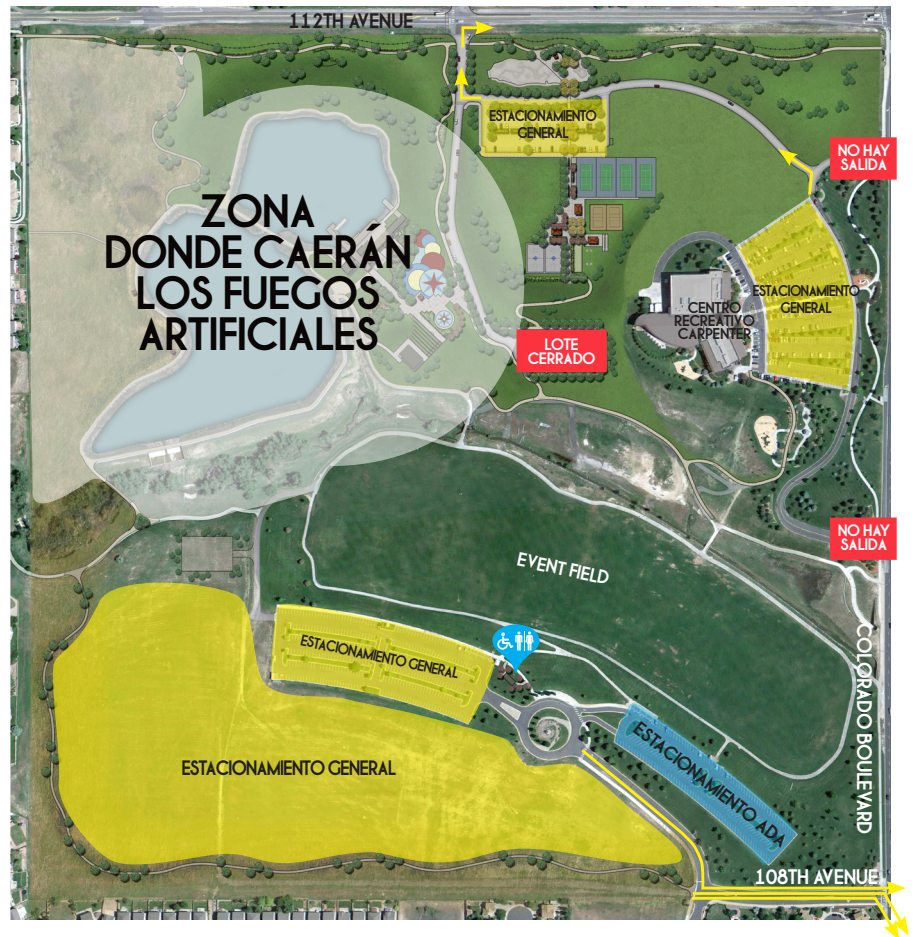 112TH AVENUE
ESTACIONAMIENTO
GENERAL
NO HAY
SALIDA
ZONA
DONDE CAERÁN
LOS FUEGOS
ARTIFICIALES
ESTACIONAMIENTO
GENERAL
CENTRO
RECREATIVO
CARPENTER
LOTE
CERRADO
NO HAY
SALIDA
EVENT FIELD
ESTACIONAMIENTO GENERAL
COLORADO BOULEVARD
ESTACIONAMIENTO ADA
ESTACIONAMIENTO GENERAL
108TH AVENUE